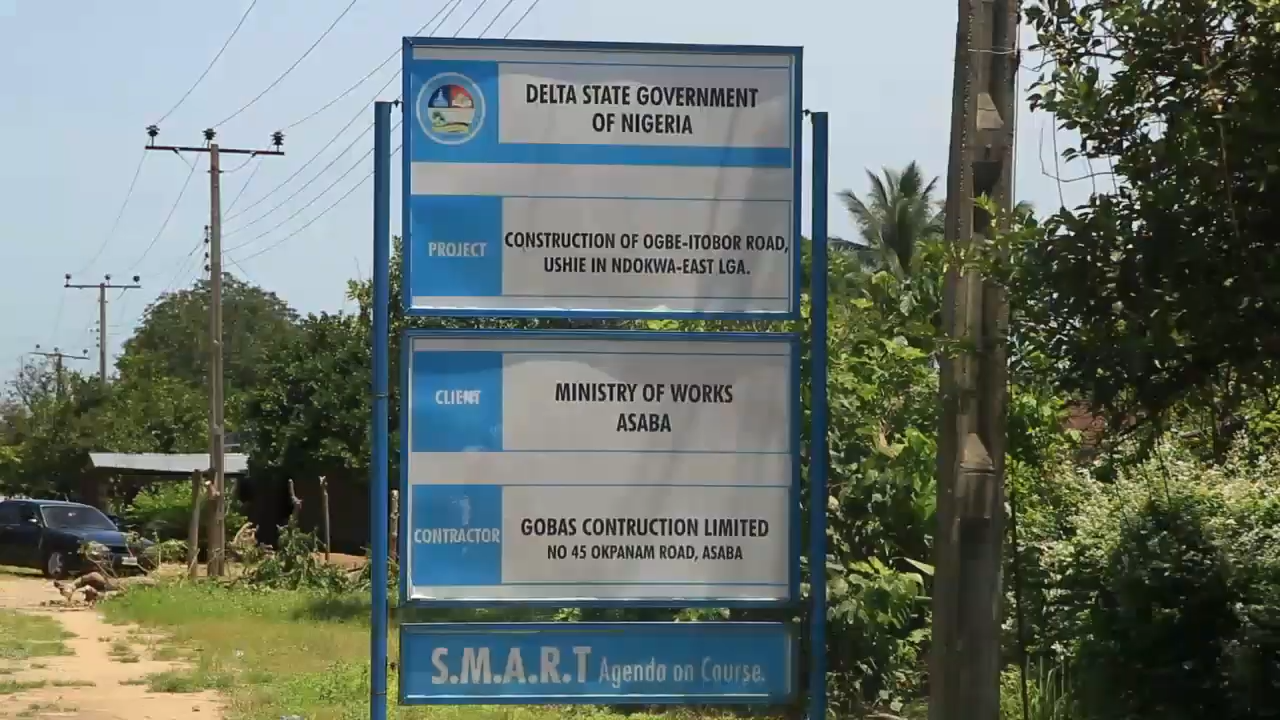 DELTA STATE GOVERNMENT
OF NIGERIA
PROJECT
CONSTRUCTION OF OGBE-ITOBOR ROAD,
USHIE IN NDOKWA-EAST LGA.
CLIENT
MINISTRY OF WORKS
ASABA
CONTRACTOR
GOBAS CONTRUCTION LIMITED
NO 45 OKPANAM ROAD, ASABA
S.M.A.R.T Agenda on Course.